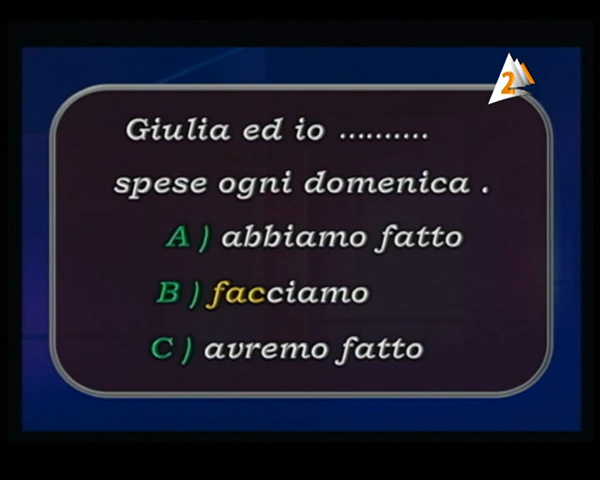 2
Giulia ed io ..........
spese ogni domenica .
A ) abbiamo fatto
B ) facciamo
C ) avremo fatto